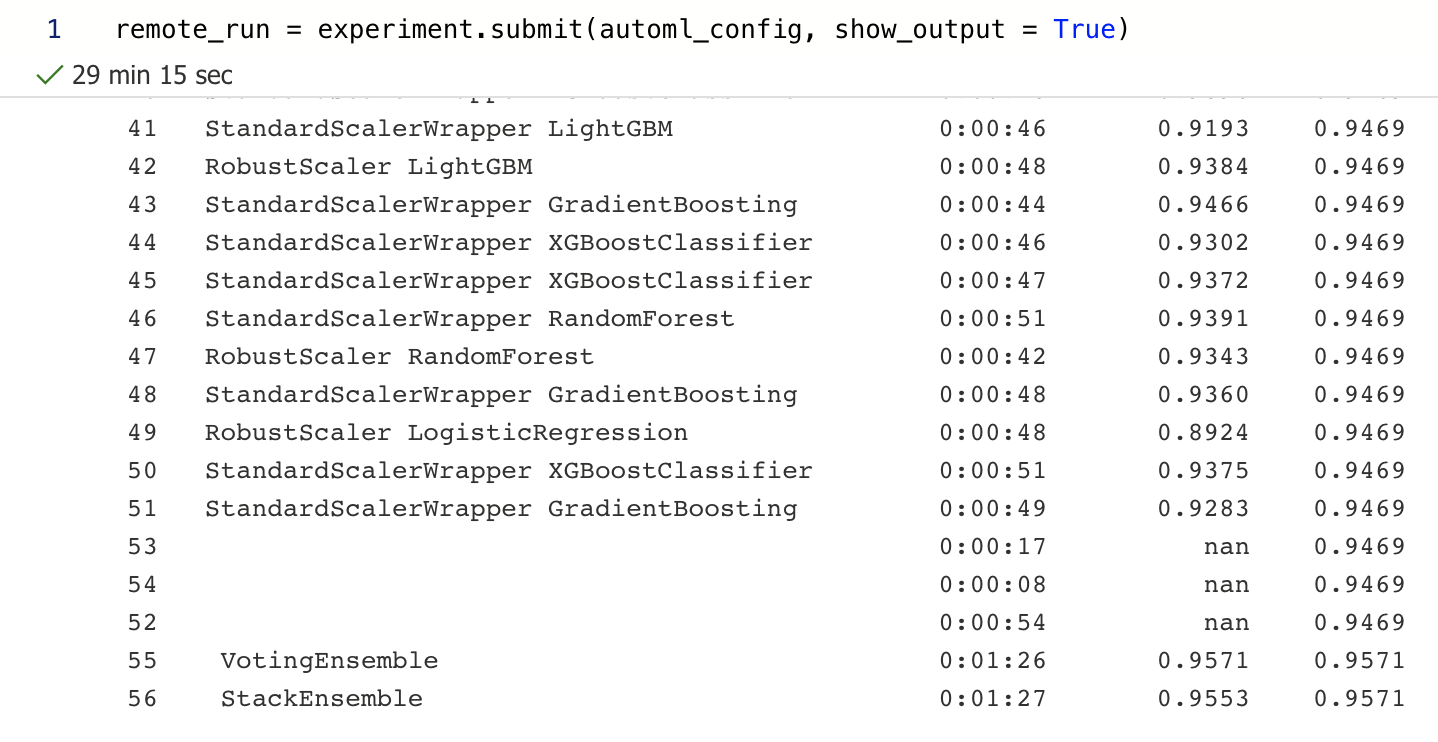 1 remote_run = experiment.submit(automl_config, show_output = True)
29 min 15 sec
41 StandardScalerWrapper LightGBM 0:00:46 0.9193 0.9469
42 RobustScaler LightGBM 0:00:48 0.9384 0.9469
43 StandardScalerWrapper GradientBoosting 0:00:44 0.9466 0.9469
44 StandardScalerWrapper XGBoostClassifier 0:00:46 0.9302 0.9469
45 StandardScalerWrapper XGBoostClassifier 0:00:47 0.9372 0.9469
46 StandardScalerWrapper RandomForest 0:00:51 0.9391 0.9469
47 RobustScaler RandomForest 0:00:42 0.9343 0.9469
48 StandardScalerWrapper GradientBoosting 0:00:48 0.9360 0.9469
49 RobustScaler LogisticRegression 0:00:48 0.8924 0.9469
50 StandardScalerWrapper XGBoostClassifier 0:00:51 0.9375 0.9469
51 StandardScalerWrapper GradientBoosting 0:00:49 0.9283 0.9469
53 0:00:17 nan 0.9469
54 0:00:08 nan 0.9469
52 0:00:54 nan 0.9469
55 VotingEnsemble 0:01:26 0.9571 0.9571
56 StackEnsemble 0:01:27 0.9553 0.9571